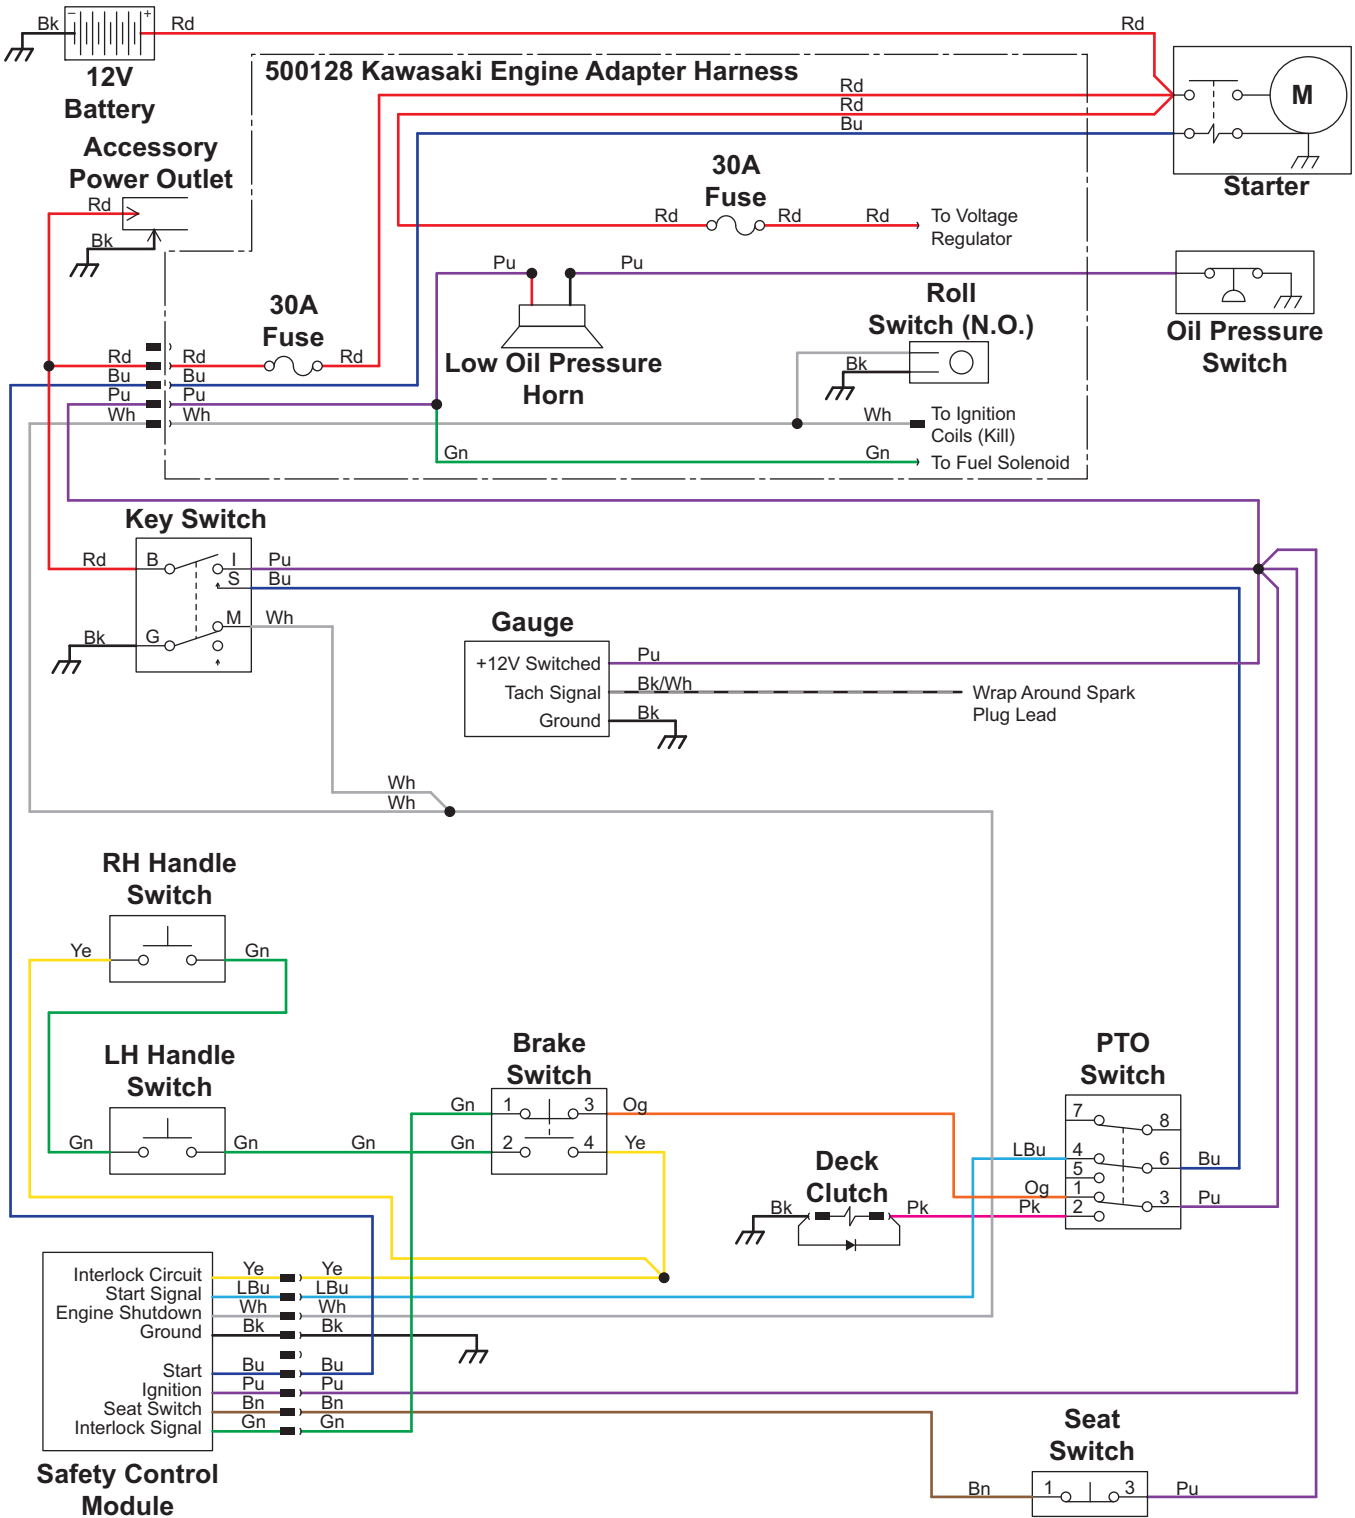 Bk
−
+
Rd
Rd
12V
Battery
500128 Kawasaki Engine Adapter Harness
Rd
Rd
Bu
M
Starter
Accessory
Power Outlet
Rd
Bk
30A
Fuse
Rd
Rd
Rd
To Voltage
Regulator
Pu
Pu
Oil Pressure
Switch
Low Oil Pressure
Horn
Roll
Switch (N.O.)
Bk
30A
Fuse
Rd
Rd
Rd
Bu
Bu
Pu
Pu
Wh
Wh
Wh
To Ignition
Coils (Kill)
Gn
Gn
To Fuel Solenoid
Key Switch
Rd
B
I
Pu
S
Bu
M
Wh
Bk
G
Gauge
+12V Switched
Pu
Tach Signal
Bk/Wh
Wrap Around Spark
Plug Lead
Ground
Bk
Wh
Wh
RH Handle
Switch
Ye
Gn
LH Handle
Switch
Gn
Gn
Gn
Gn
Gn
Brake
Switch
1
3
Og
2
4
Ye
PTO
Switch
7
8
LBu
4
5
6
Bu
Og
1
Pk
2
3
Pu
Deck
Clutch
Bk
Pk
Interlock Circuit
Ye
Ye
Start Signal
LBu
LBu
Engine Shutdown
Wh
Wh
Ground
Bk
Bk
Start
Bu
Bu
Ignition
Pu
Pu
Seat Switch
Bn
Bn
Interlock Signal
Gn
Gn
Safety Control
Module
Seat
Switch
Bn
1
3
Pu